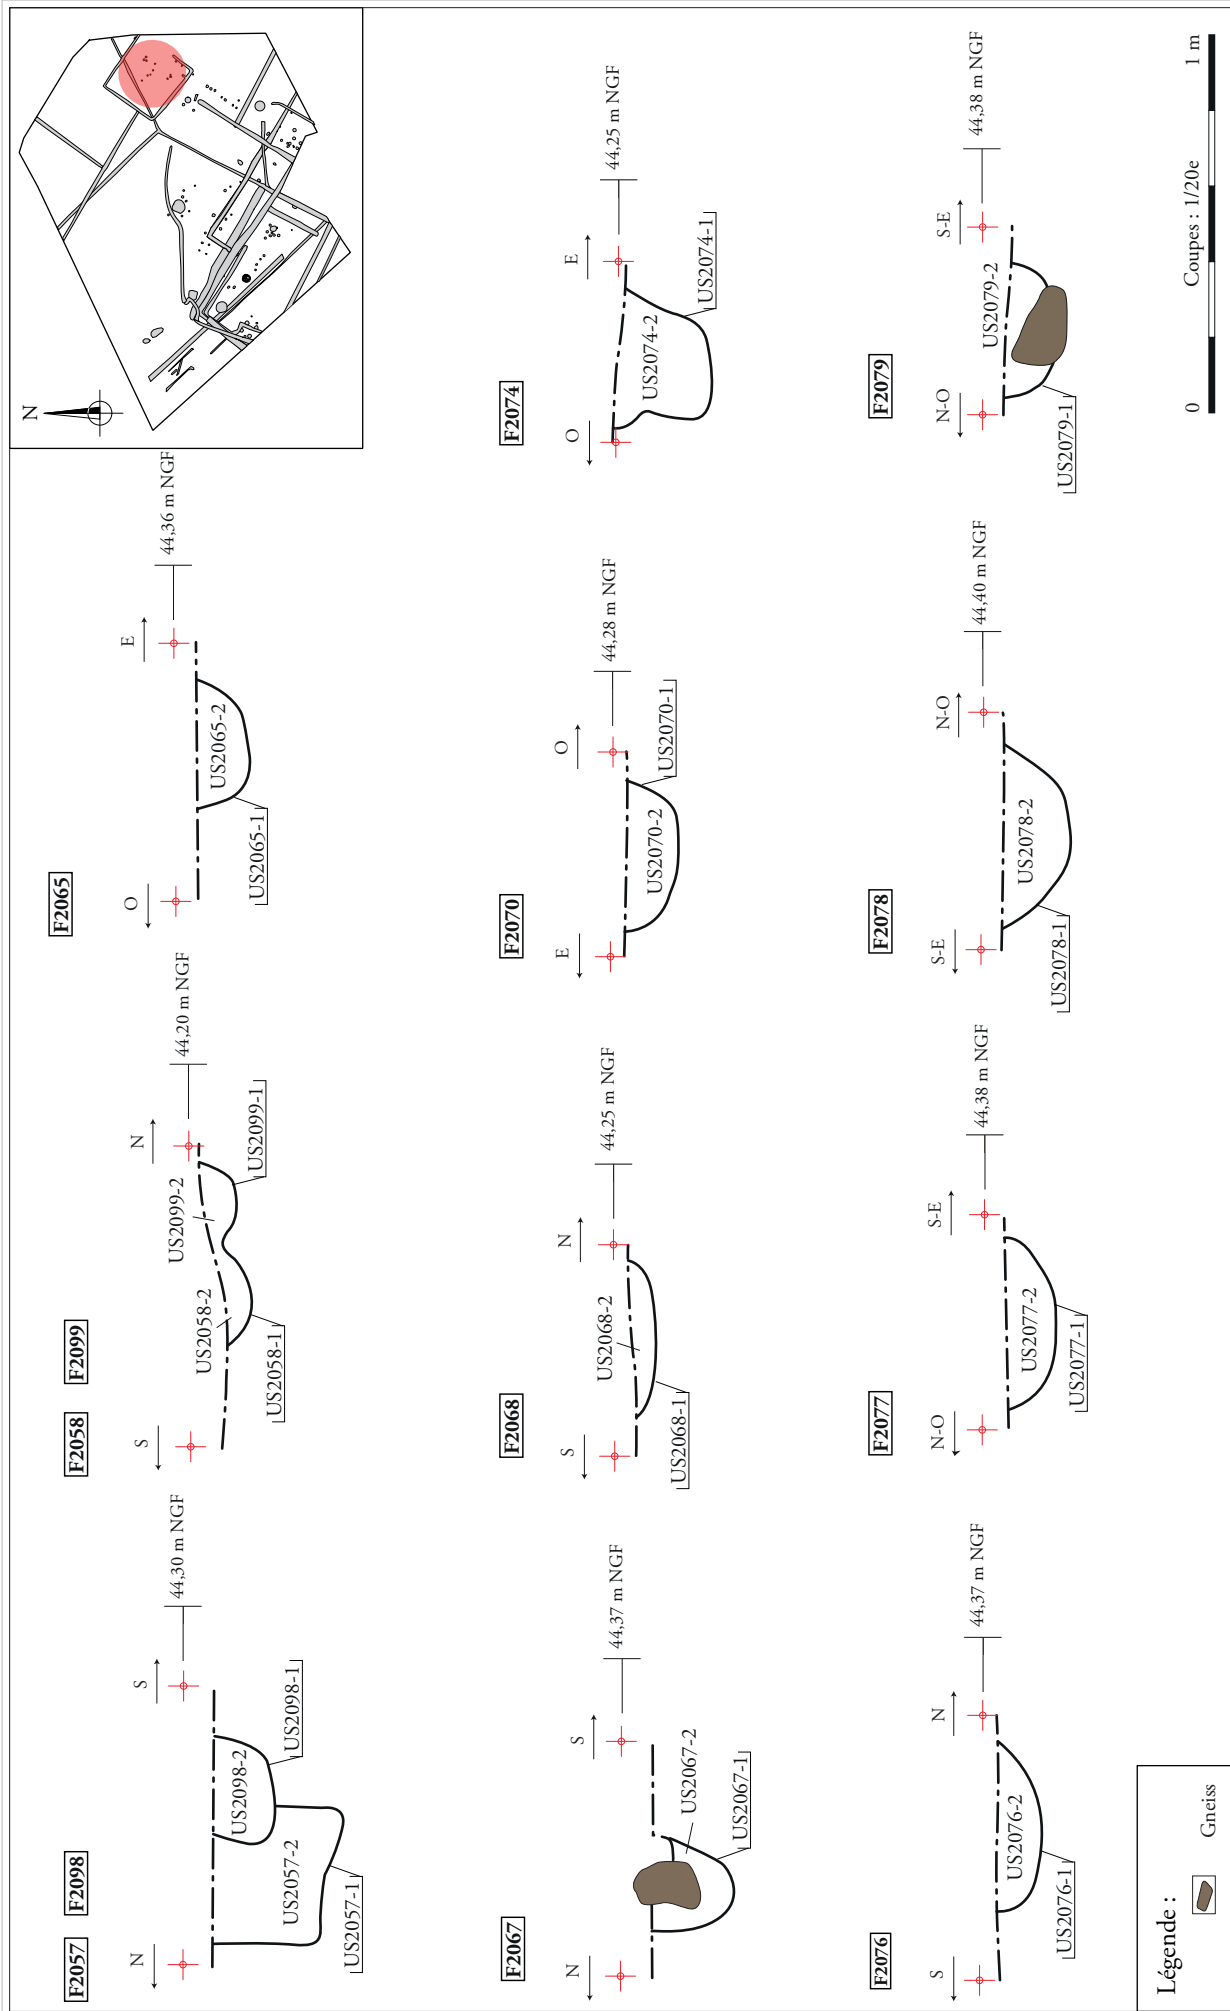 F2057 F2098
N
S
44,30 m NGF
US2098-2
US2098-1
US2057-2
US2057-1
F2058 F2099
S
N
44,20 m NGF
US2099-2
US2099-1
US2058-2
US2058-1
F2065
O
E
44,36 m NGF
US2065-2
US2065-1
N
F2067
N
S
44,37 m NGF
US2067-2
US2067-1
F2068
S
N
44,25 m NGF
US2068-2
US2068-1
F2070
E
O
44,28 m NGF
US2070-2
US2070-1
F2074
O
E
44,25 m NGF
US2074-2
US2074-1
F2076
S
N
44,37 m NGF
US2076-2
US2076-1
F2077
N-O
S-E
44,38 m NGF
US2077-2
US2077-1
F2078
S-E
N-O
44,40 m NGF
US2078-2
US2078-1
F2079
N-O
S-E
44,38 m NGF
US2079-2
US2079-1
Légende :
Gneiss
0 Coupes : 1/20e 1 m